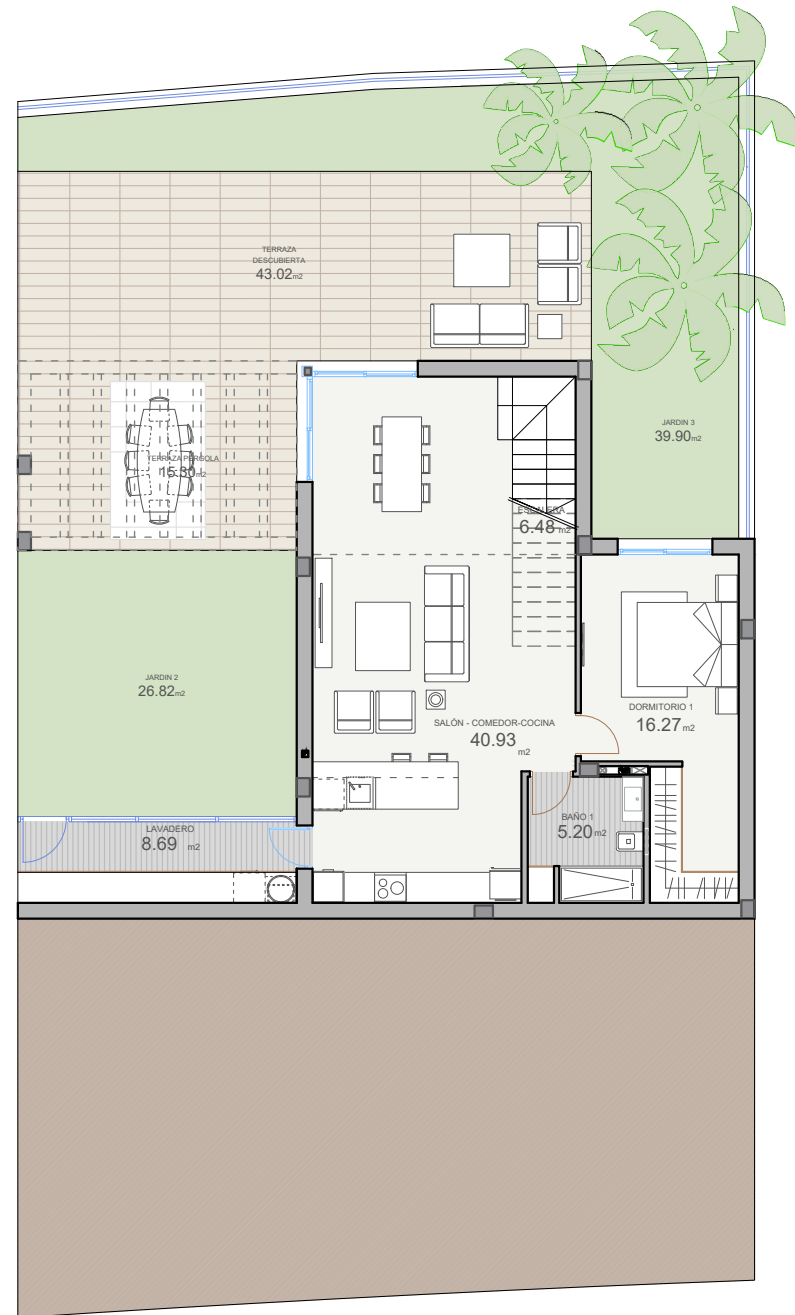 TERRAZA
DESCUBIERTA
43.02m2
JARDIN 3
39.90m2
TERRAZA PERGOLA
15.30m2
ESCALERA
6.48 m2
JARDIN 2
26.82m2
DORMITORIO 1
16.27 m2
SALÓN - COMEDOR-COCINA
40.93 m2
BAÑO 1
5.20 m2
LAVADERO
8.69 m2